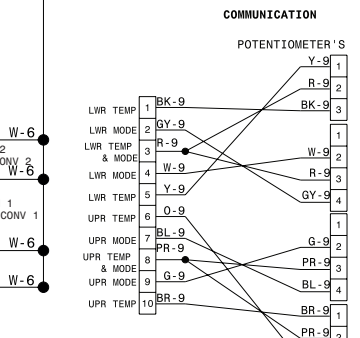 COMMUNICATION
POTENTIOMETER'S
Y-9 1
R-9 2
BK-9 3
1
W-9 2
R-9 3
GY-9 4
1
G-9 2
PR-9 3
BL-9 4
BR-9 1
PR-9
LWR TEMP 1 BK-9
LWR MODE 2 GY-9
LWR TEMP & MODE 3 R-9
LWR MODE 4 W-9
LWR TEMP 5 Y-9
UPR TEMP 6 O-9
UPR MODE 7 BL-9
UPR TEMP & MODE 8 PR-9
UPR MODE 9 G-9
UPR TEMP 10 BR-9
W-6
2
CONV 2
W-6
1
CONV 1
W-6
W-6